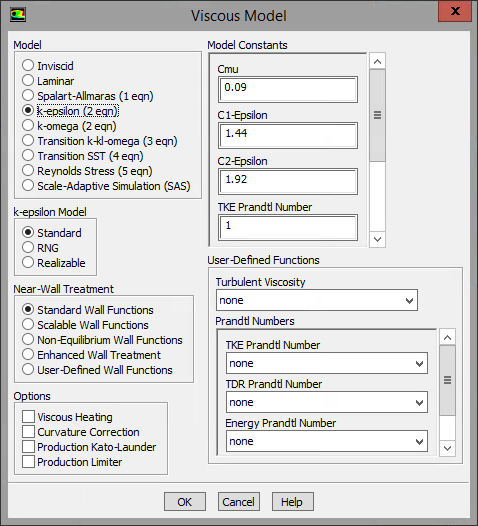 Viscous Model
x
Model
Inviscid
Laminar
Spalart-Allmaras (1 eqn)
k-epsilon (2 eqn)
k-omega (2 eqn)
Transition k-kl-omega (3 eqn)
Transition SST (4 eqn)
Reynolds Stress (5 eqn)
Scale-Adaptive Simulation (SAS)
k-epsilon Model
Standard
RNG
Realizable
Near-Wall Treatment
Standard Wall Functions
Scalable Wall Functions
Non-Equilibrium Wall Functions
Enhanced Wall Treatment
User-Defined Wall Functions
Options
Viscous Heating
Curvature Correction
Production Kato-Launder
Production Limiter
Model Constants
Cmu
0.09
C1-Epsilon
1.44
C2-Epsilon
1.92
TKE Prandtl Number
1
User-Defined Functions
Turbulent Viscosity
none
Prandtl Numbers
TKE Prandtl Number
none
TDR Prandtl Number
none
Energy Prandtl Number
none
OK
Cancel
Help